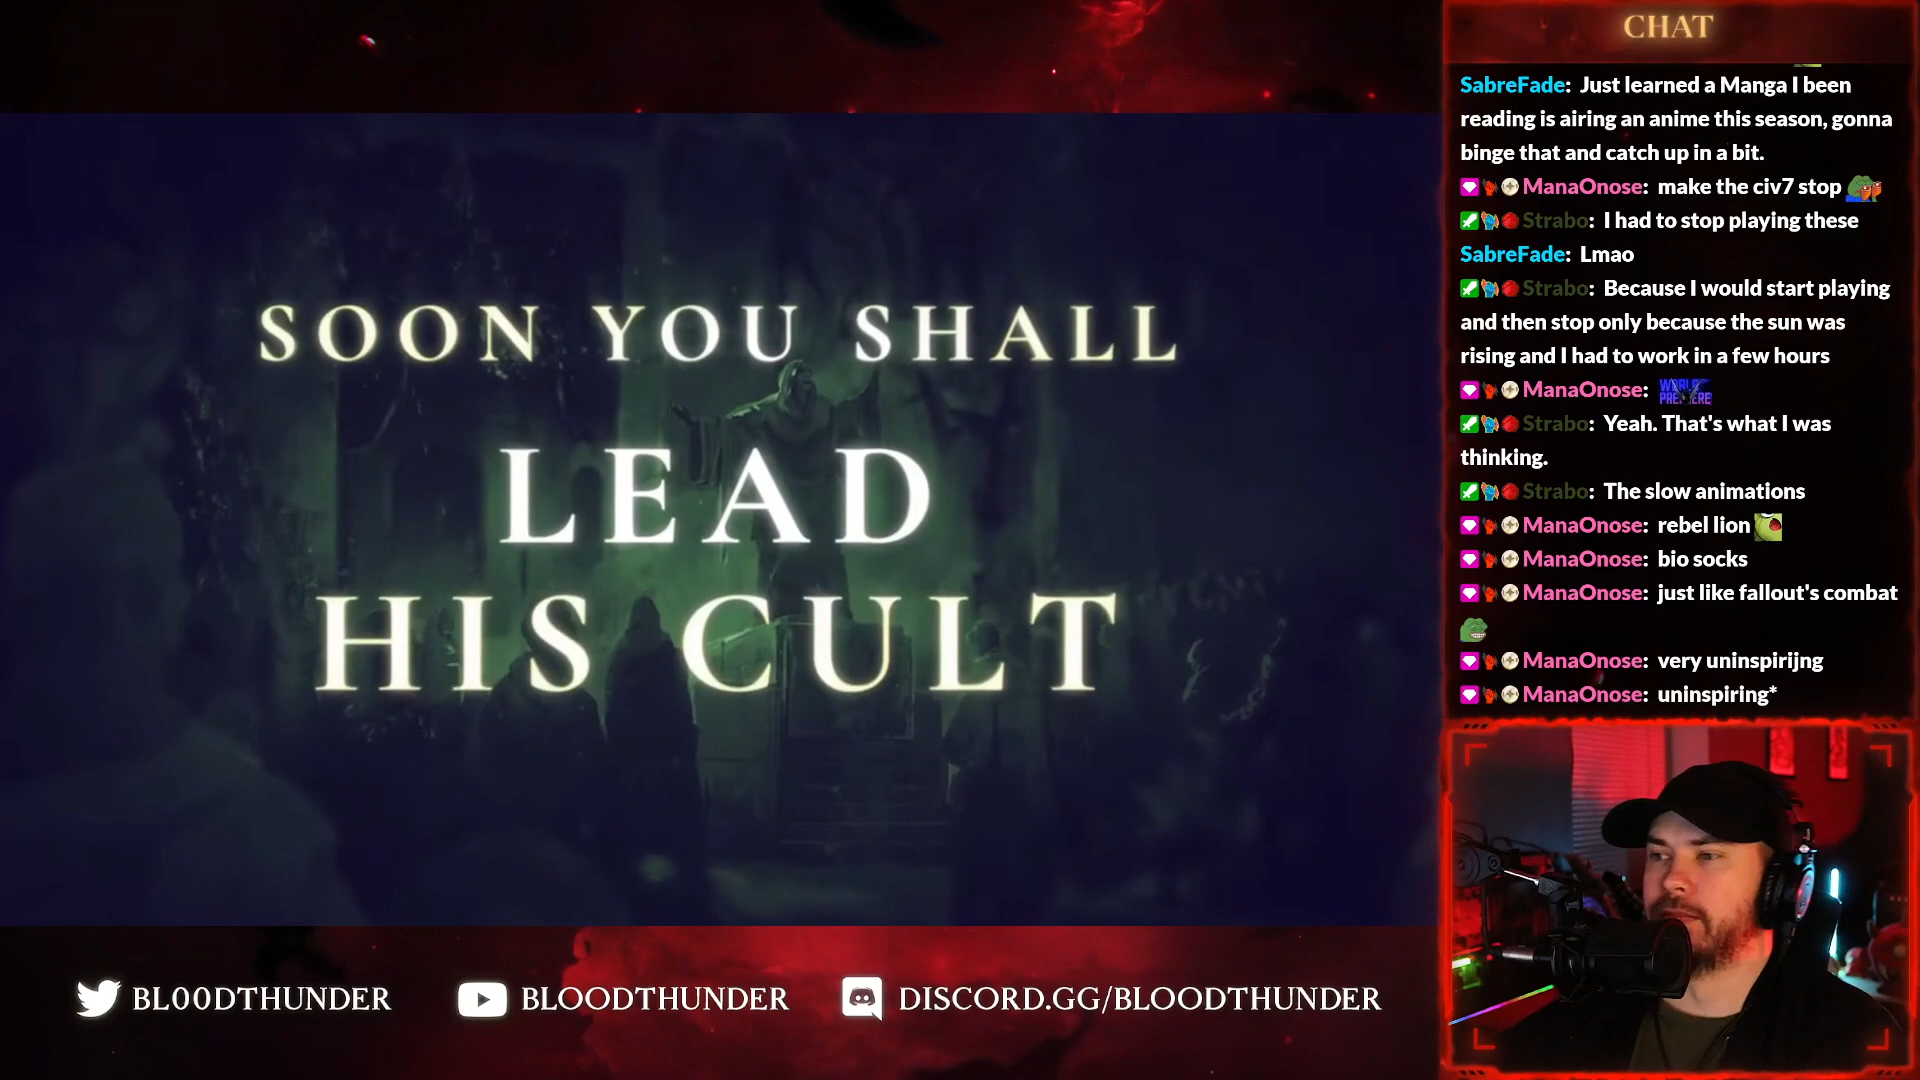 SOON YOU SHALL
LEAD
HIS CULT
BL00DTHUNDER
BLOODTHUNDER
DISCORD.GG/BLOODTHUNDER
CHAT
SabreFade: Just learned a Manga I been
reading is airing an anime this season, gonna
binge that and catch up in a bit.
ManaOnose: make the civ7 stop
Strabo: I had to stop playing these
SabreFade: Lmao
Strabo: Because I would start playing
and then stop only because the sun was
rising and I had to work in a few hours
ManaOnose: WORLD
PREMIERE
Strabo: Yeah. That's what I was
thinking.
Strabo: The slow animations
ManaOnose: rebel lion
ManaOnose: bio socks
ManaOnose: just like fallout's combat
ManaOnose: very uninspirijng
ManaOnose: uninspiring*